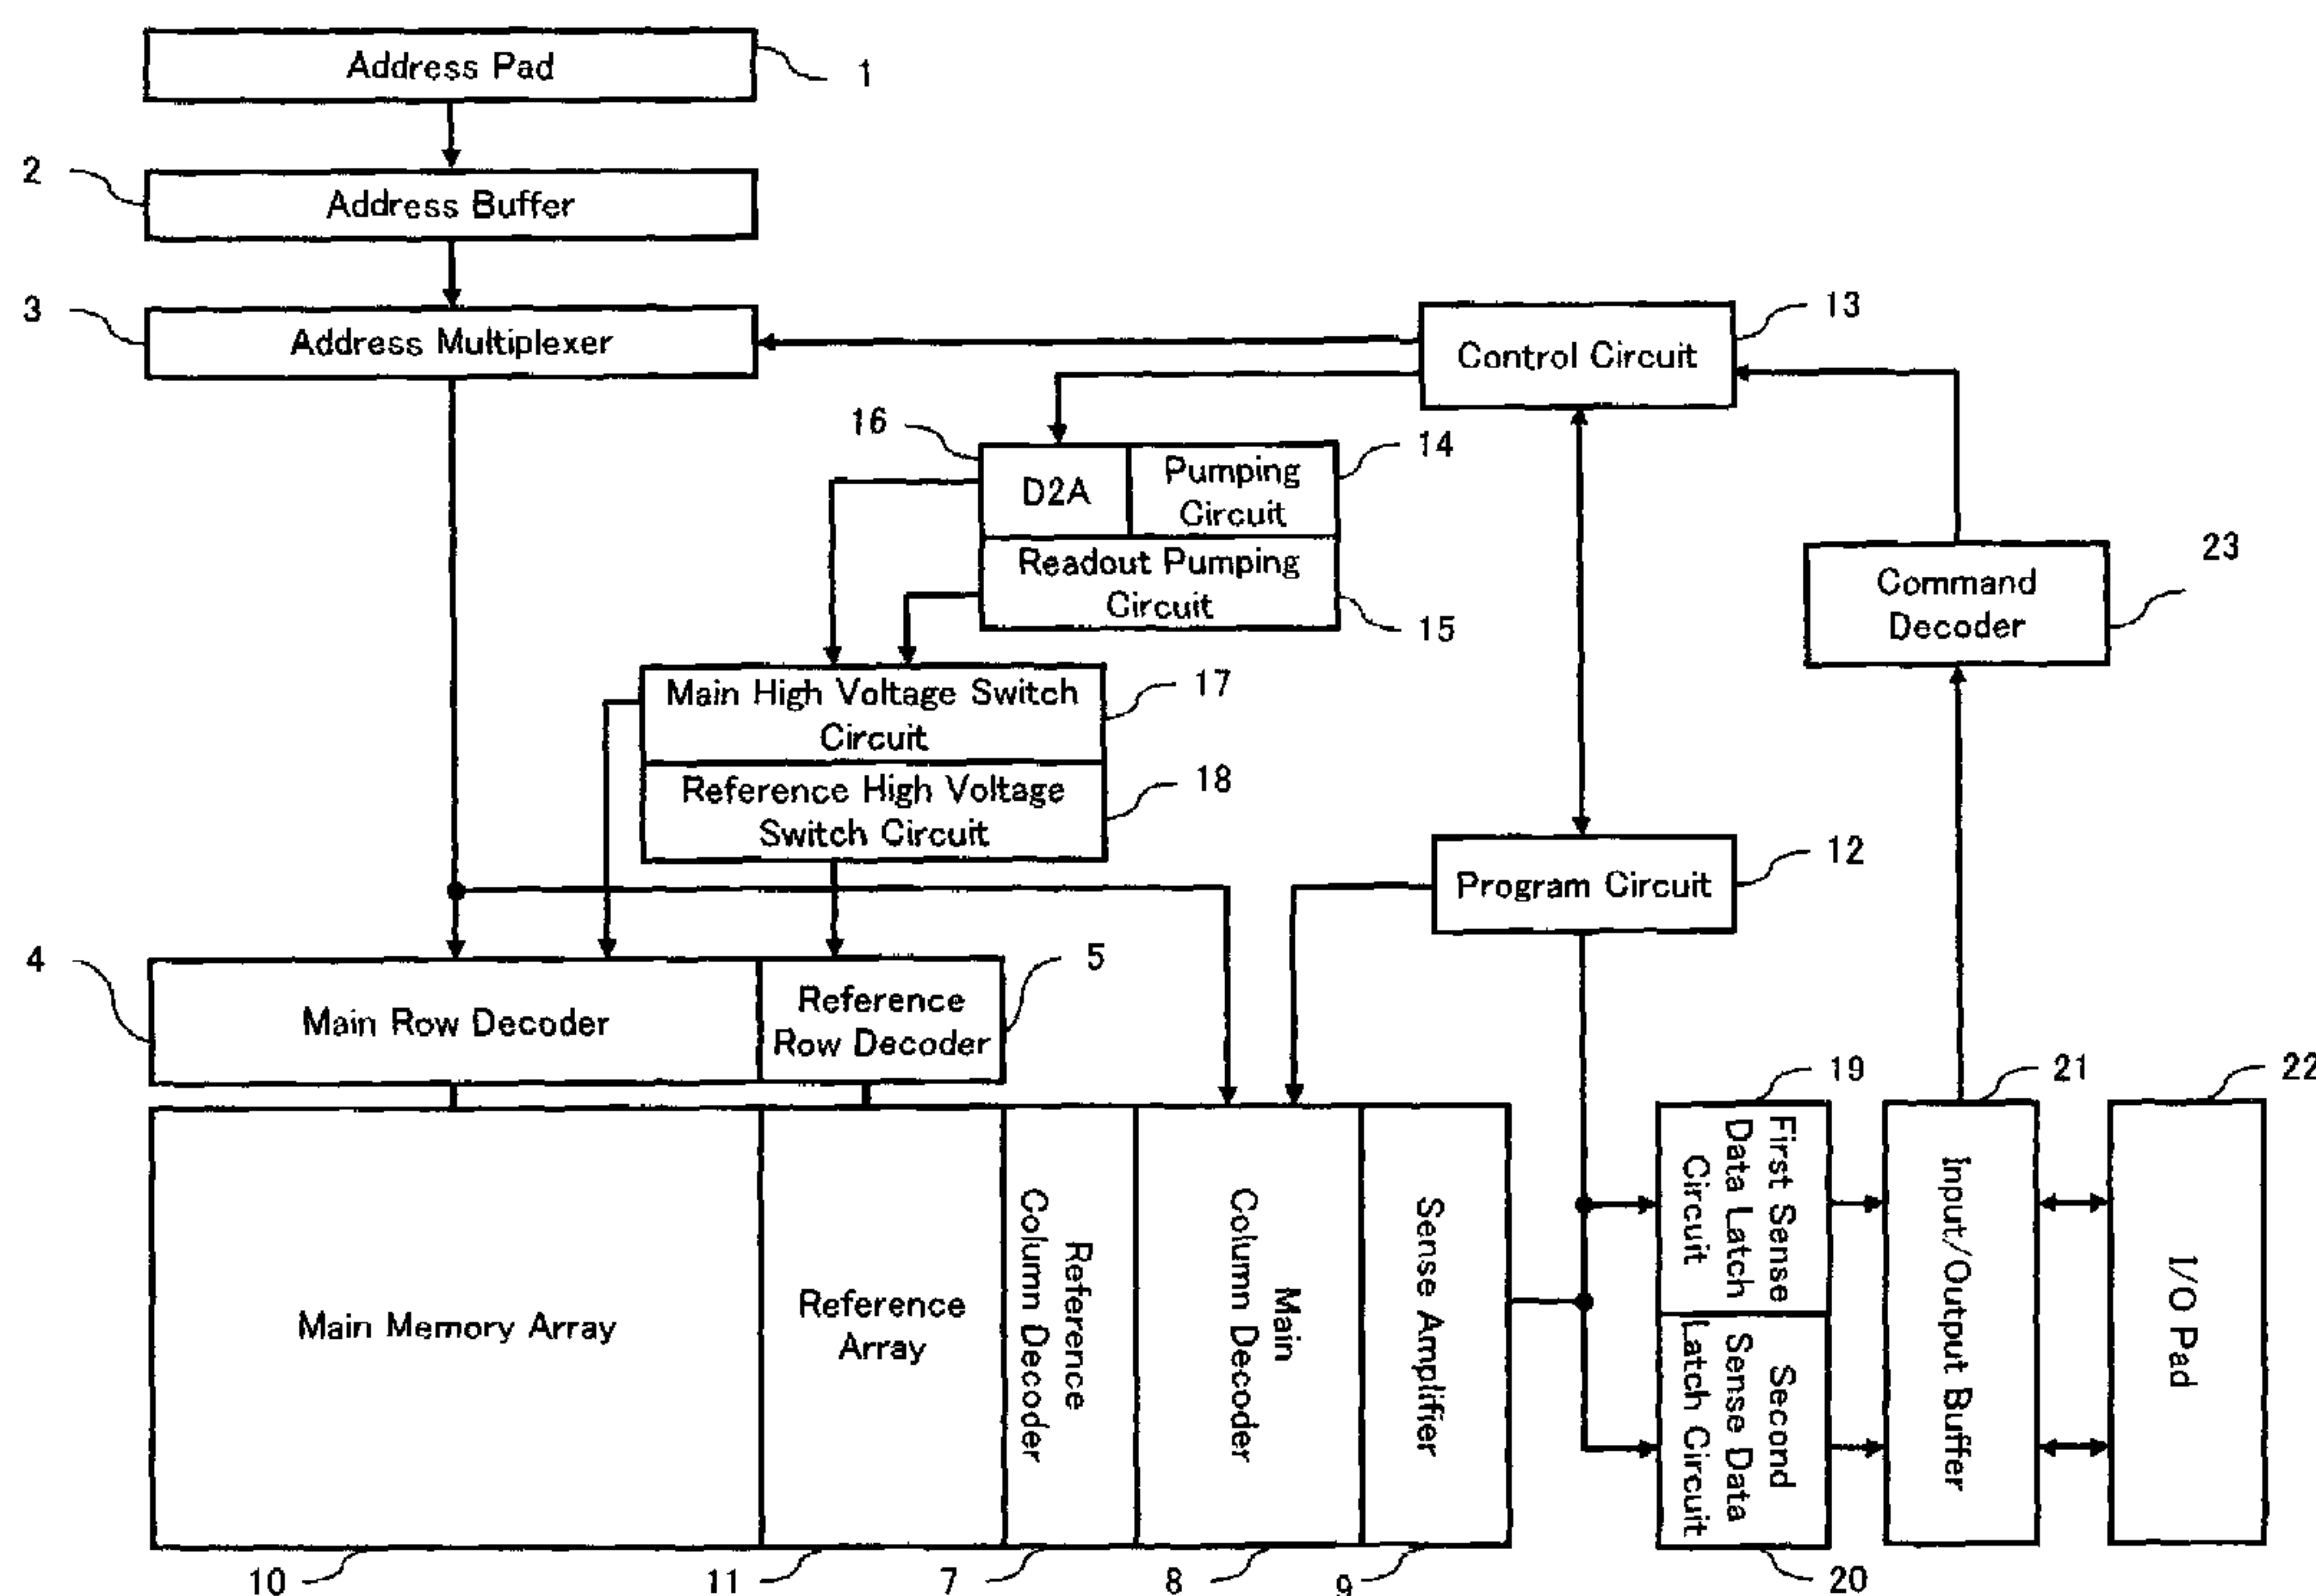 Address Pad
1
2
Address Buffer
3
Address Multiplexer
13
Control Circuit
16
14
D2A
Pumping
Circuit
Readout Pumping
Circuit
15
23
Command
Decoder
17
Main High Voltage Switch
Circuit
18
Reference High Voltage
Switch Circuit
12
Program Circuit
4
Main Row Decoder
5
Reference
Row Decoder
19
21
22
First Sense
Data Latch
Circuit
Second
Sense Data
Latch Circuit
Input/Output Buffer
I/O Pad
Main Memory Array
Reference
Array
Reference
Column Decoder
Main
Column Decoder
Sense Amplifier
10
11
7
8
9
20